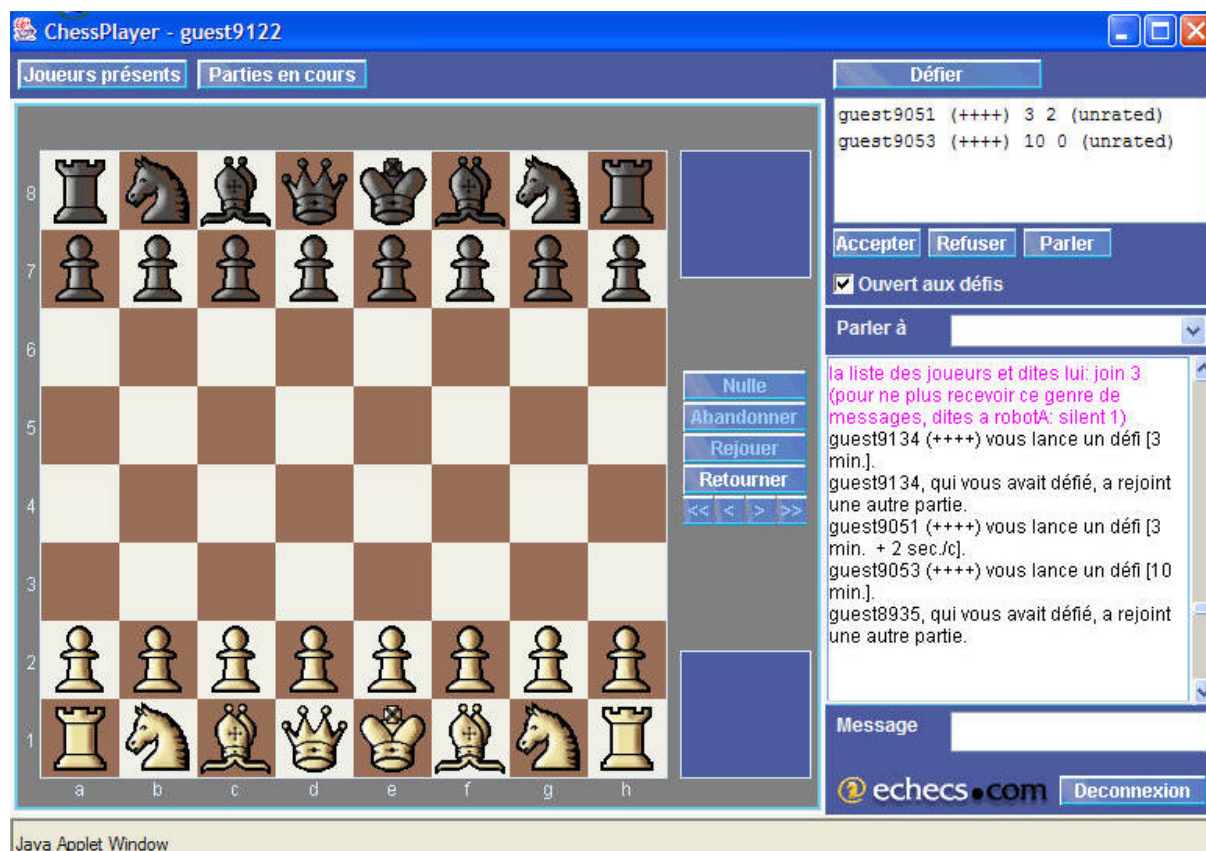 ChessPlayer - guest9122
Joueurs présents
Parties en cours
Défier
guest9051 (++++) 3 2 (unrated)
guest9053 (++++) 10 0 (unrated)
Accepter
Refuser
Parler
Ouvert aux défis
Parler à
la liste des joueurs et dites lui: join 3
(pour ne plus recevoir ce genre de
messages, dites a robotA: silent 1)
guest9134 (++++) vous lance un défi [3
min.].
guest9134, qui vous avait défié, a rejoint
une autre partie.
guest9051 (++++) vous lance un défi [3
min. + 2 sec./c].
guest9053 (++++) vous lance un défi [10
min.].
guest8935, qui vous avait défié, a rejoint
une autre partie.
Nulle
Abandonner
Rejouer
Retourner
<< < > >>
8
7
6
5
4
3
2
1
a b c d e f g h
Message
echecs.com
Deconnexion
Java Applet Window